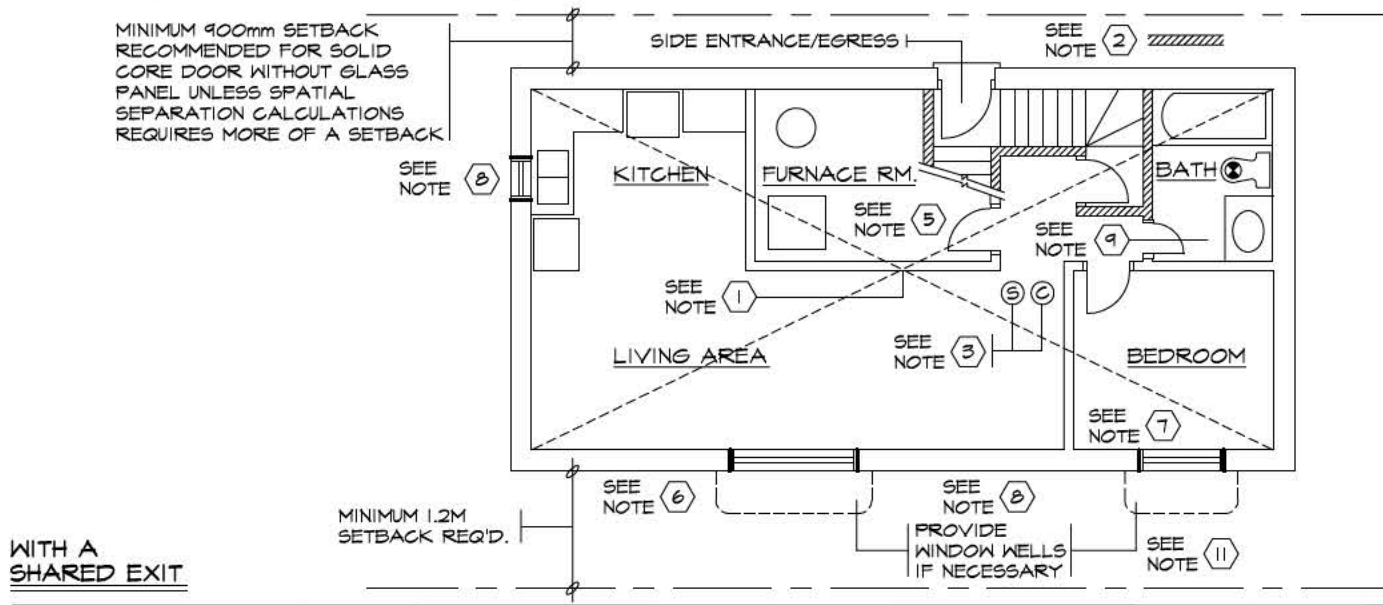 MINIMUM 900mm SETBACK
RECOMMENDED FOR SOLID
CORE DOOR WITHOUT GLASS
PANEL UNLESS SPATIAL
SEPARATION CALCULATIONS
REQUIRES MORE OF A SETBACK
SIDE ENTRANCE/EGRESS
SEE
NOTE 2
SEE
NOTE 8
KITCHEN
FURNACE RM.
BATH
SEE
NOTE 5
SEE
NOTE 9
SEE
NOTE 1
S C
SEE
NOTE 3
LIVING AREA
BEDROOM
SEE
NOTE 7
SEE
NOTE 6
SEE
NOTE 8
MINIMUM 1.2M
SETBACK REQ'D.
PROVIDE
WINDOW WELLS
IF NECESSARY
SEE
NOTE 11
WITH A
SHARED EXIT